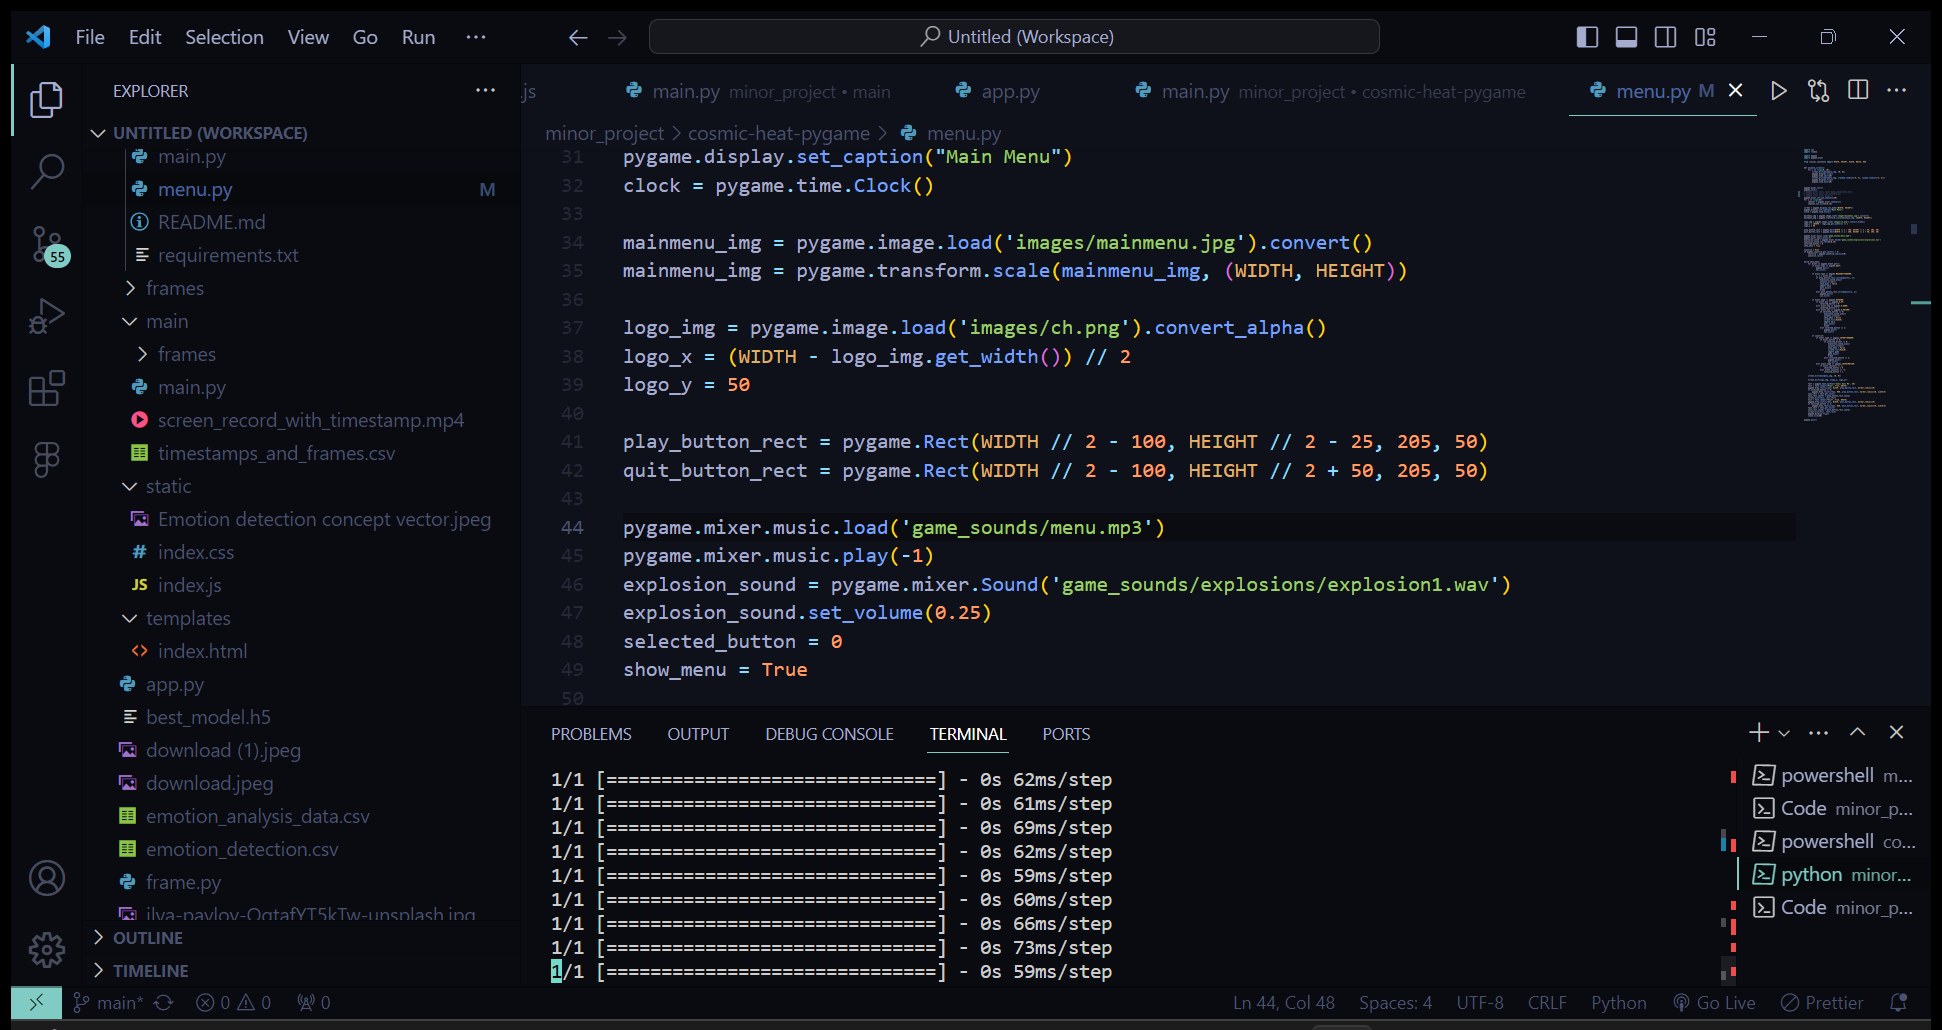 File Edit Selection View Go Run ···
Untitled (Workspace)
EXPLORER ···
UNTITLED (WORKSPACE)
main.py
menu.py M
README.md
requirements.txt
frames
main
frames
main.py
screen_record_with_timestamp.mp4
timestamps_and_frames.csv
static
Emotion detection concept vector.jpeg
# index.css
JS index.js
templates
<> index.html
app.py
best_model.h5
download (1).jpeg
download.jpeg
emotion_analysis_data.csv
emotion_detection.csv
frame.py
ilya-pavlov-OqtafYT5kTw-unsplash.jpg
OUTLINE
TIMELINE
55
.js
main.py minor_project • main
app.py
main.py minor_project • cosmic-heat-pygame
menu.py M
minor_project > cosmic-heat-pygame > menu.py
31 pygame.display.set_caption("Main Menu")
32 clock = pygame.time.Clock()
33
34 mainmenu_img = pygame.image.load('images/mainmenu.jpg').convert()
35 mainmenu_img = pygame.transform.scale(mainmenu_img, (WIDTH, HEIGHT))
36
37 logo_img = pygame.image.load('images/ch.png').convert_alpha()
38 logo_x = (WIDTH - logo_img.get_width()) // 2
39 logo_y = 50
40
41 play_button_rect = pygame.Rect(WIDTH // 2 - 100, HEIGHT // 2 - 25, 205, 50)
42 quit_button_rect = pygame.Rect(WIDTH // 2 - 100, HEIGHT // 2 + 50, 205, 50)
43
44 pygame.mixer.music.load('game_sounds/menu.mp3')
45 pygame.mixer.music.play(-1)
46 explosion_sound = pygame.mixer.Sound('game_sounds/explosions/explosion1.wav')
47 explosion_sound.set_volume(0.25)
48 selected_button = 0
49 show_menu = True
50
PROBLEMS OUTPUT DEBUG CONSOLE TERMINAL PORTS
1/1 [==============================] - 0s 62ms/step
1/1 [==============================] - 0s 61ms/step
1/1 [==============================] - 0s 69ms/step
1/1 [==============================] - 0s 62ms/step
1/1 [==============================] - 0s 59ms/step
1/1 [==============================] - 0s 60ms/step
1/1 [==============================] - 0s 66ms/step
1/1 [==============================] - 0s 73ms/step
1/1 [==============================] - 0s 59ms/step
powershell m...
Code minor_p...
powershell co...
python minor...
Code minor_p...
main* 0 0 0
Ln 44, Col 48 Spaces: 4 UTF-8 CRLF Python Go Live Prettier